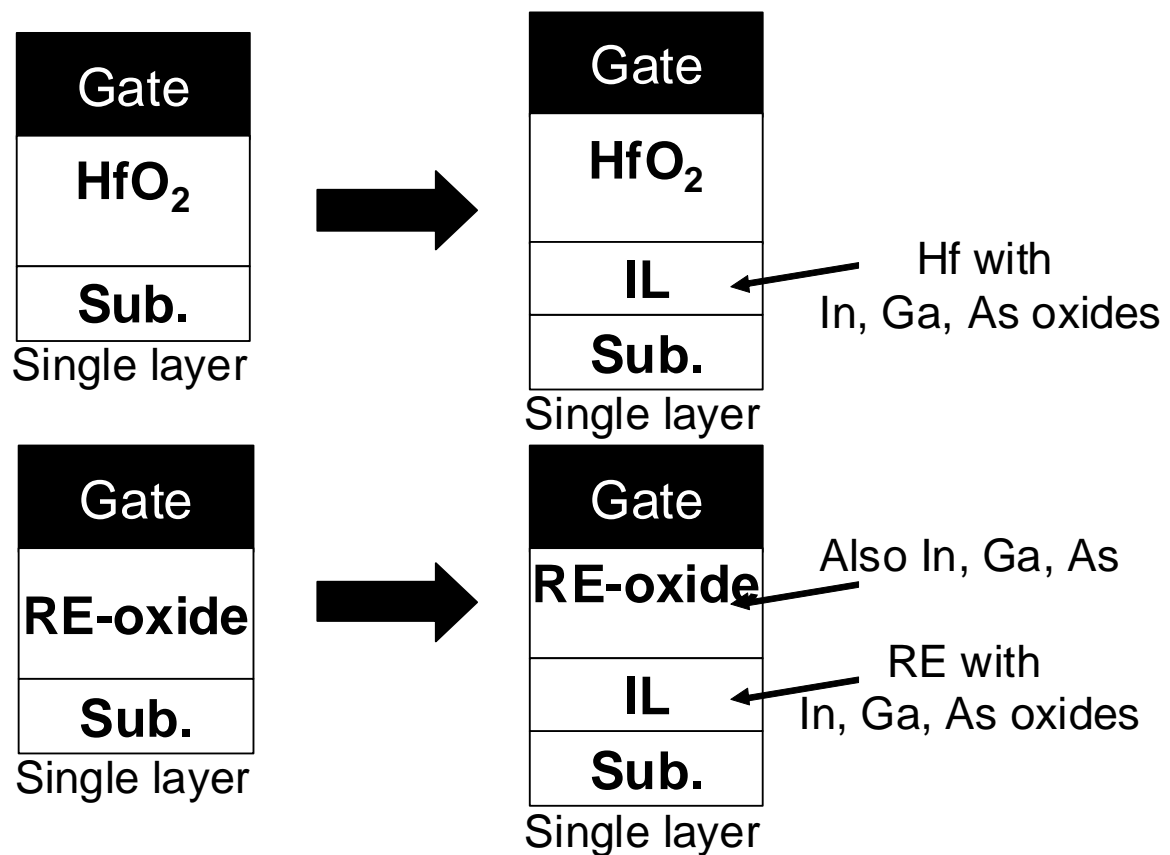 Gate
HfO₂
Sub.
Single layer
Gate
HfO₂
IL
Sub.
Single layer
Hf with
In, Ga, As oxides
Gate
RE-oxide
Sub.
Single layer
Gate
RE-oxide
IL
Sub.
Single layer
Also In, Ga, As
RE with
In, Ga, As oxides